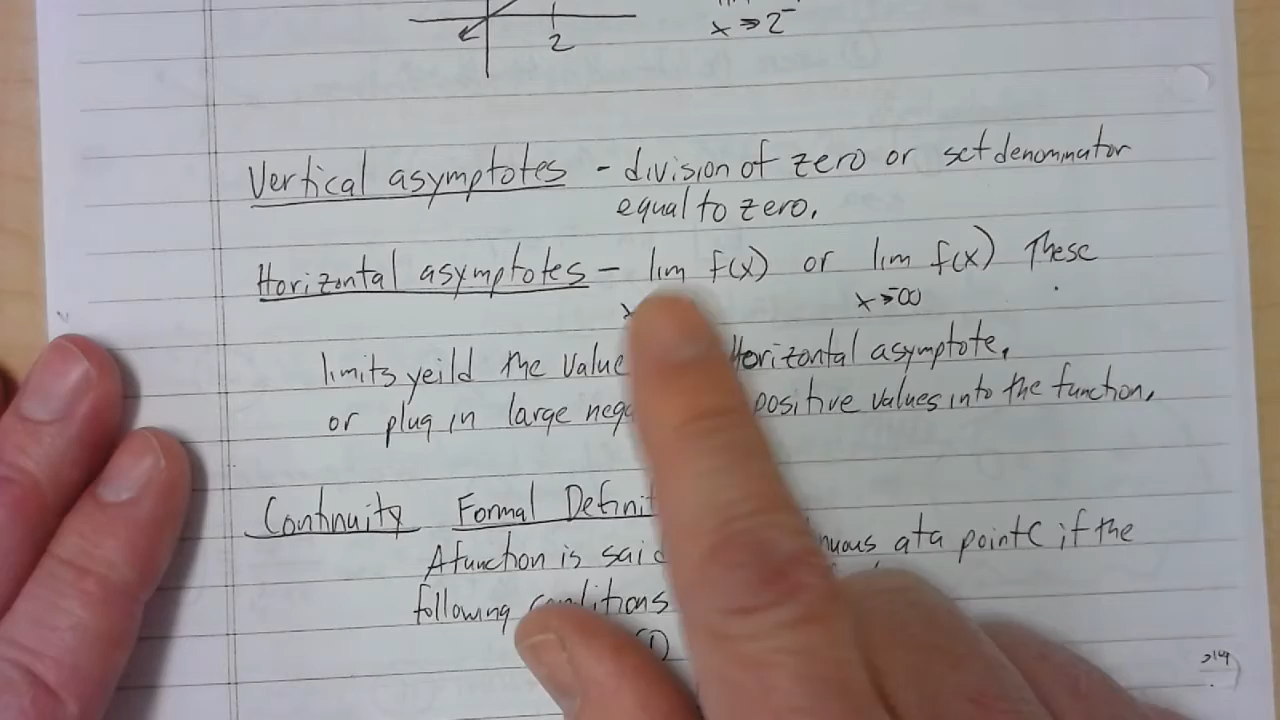 2
x→2⁻
Vertical asymptotes - division of zero or set denominator
equal to zero.
Horizontal asymptotes - lim f(x) or lim f(x) These
x→-∞
limits yeild the value Horizontal asymptote,
or plug in large positive values into the function,
Continuity Formal
A function is at a point C if the
following conditions